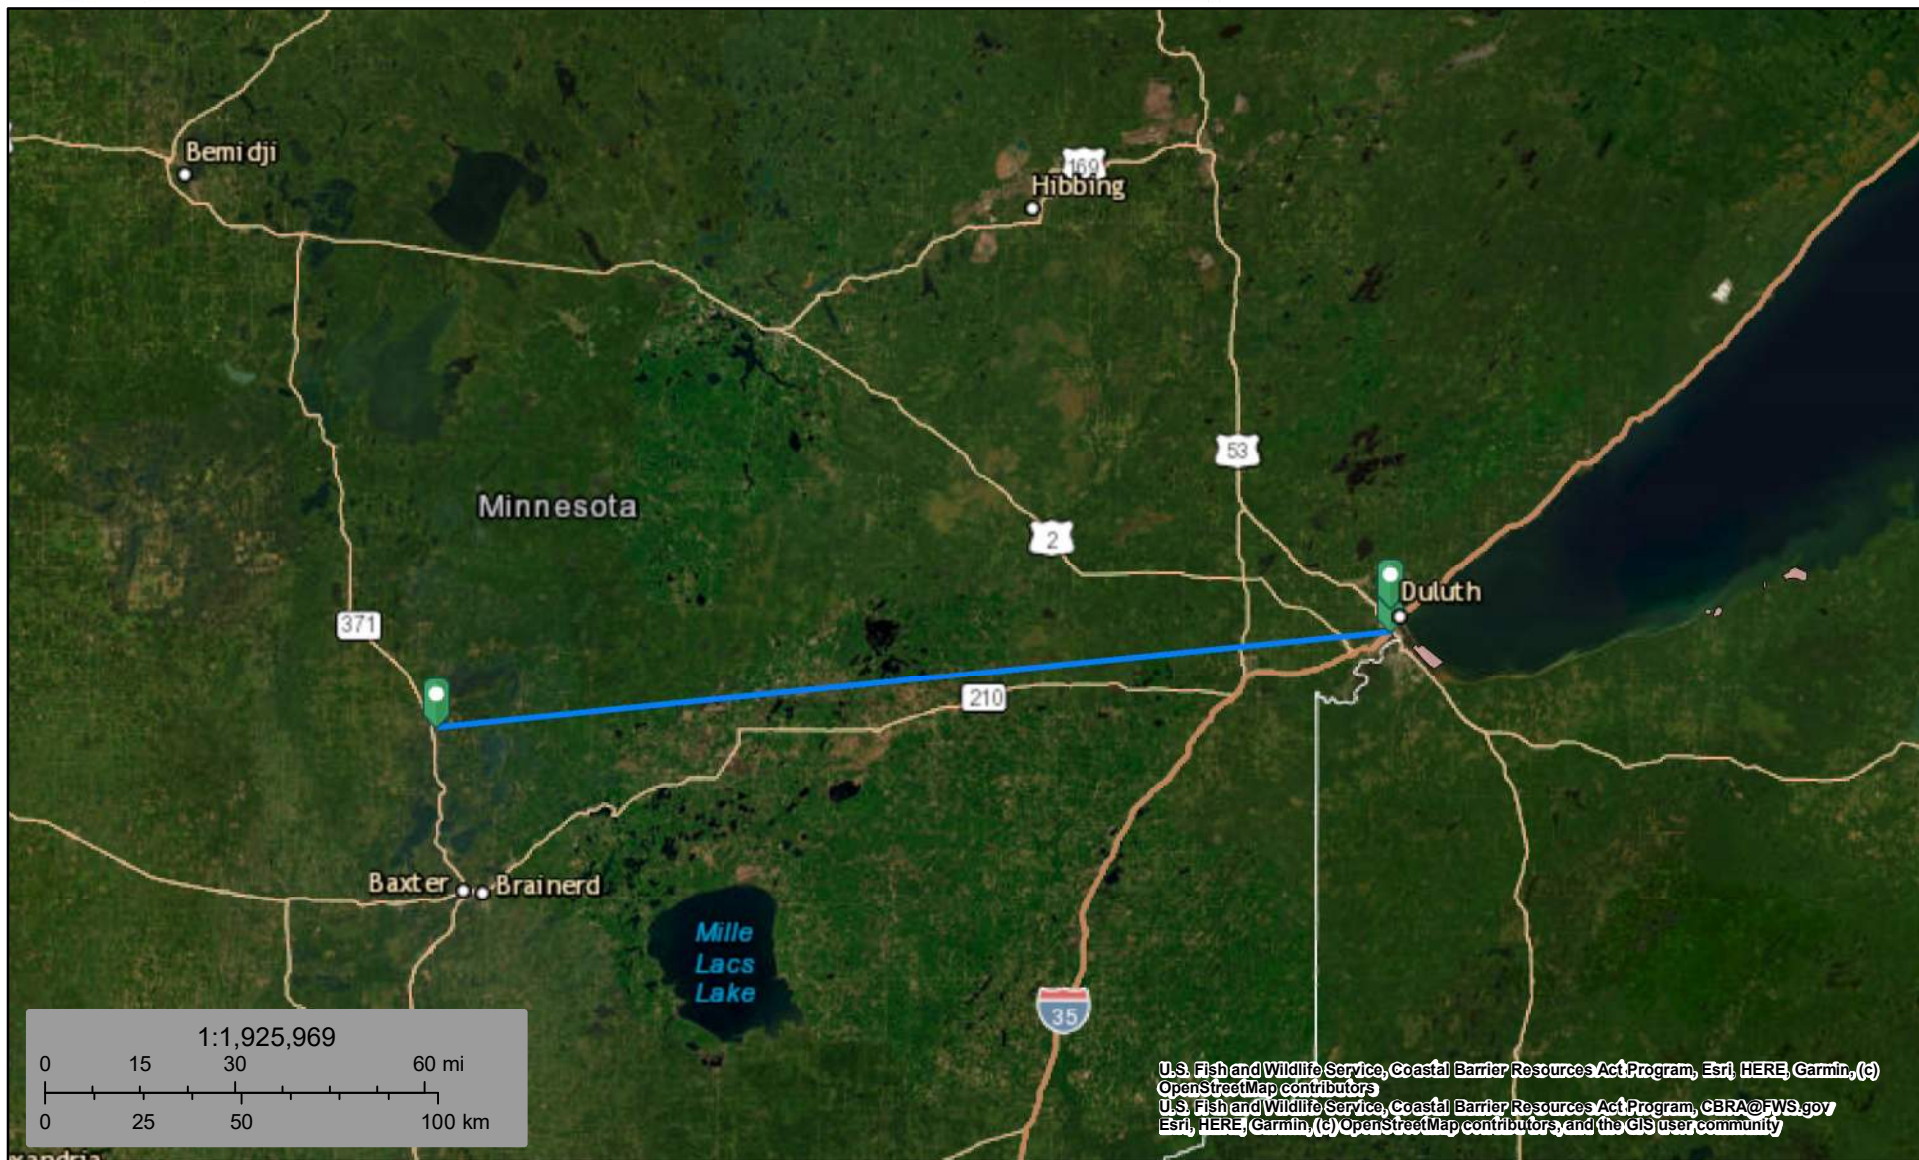 Bemidji
169
Hibbing
53
Minnesota
2
Duluth
371
210
Baxter
Brainerd
Mille
Lacs
Lake
35
1:1,925,969
0 15 30 60 mi
0 25 50 100 km
U.S. Fish and Wildlife Service, Coastal Barrier Resources Act Program, Esri, HERE, Garmin, (c)
OpenStreetMap contributors
U.S. Fish and Wildlife Service, Coastal Barrier Resources Act Program, CBRA@FWS.gov
Esri, HERE, Garmin, (c) OpenStreetMap contributors, and the GIS user community